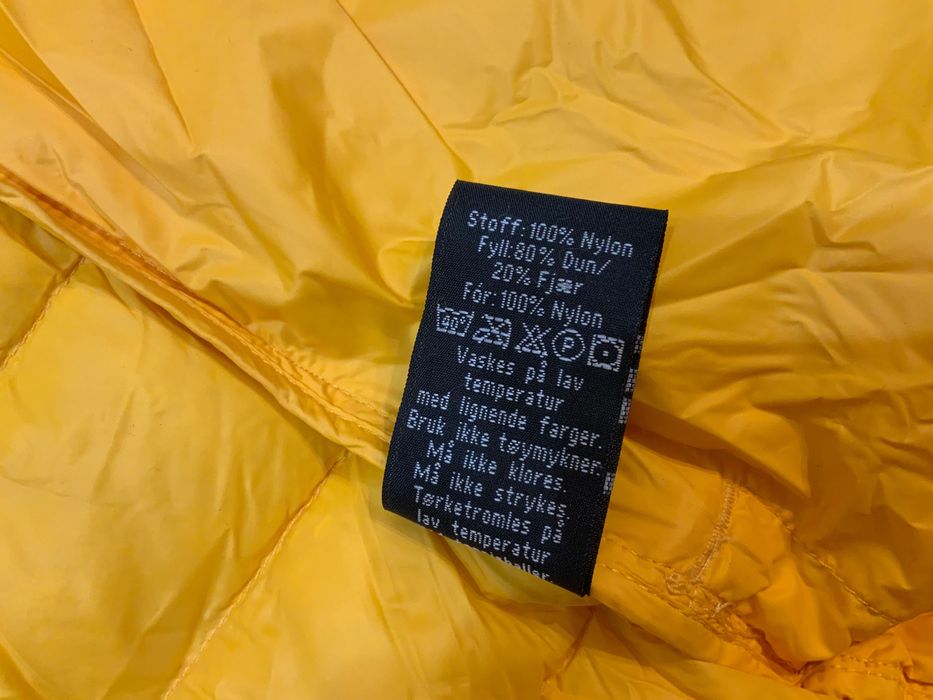 Stoff:100% Nylon
Fyll:80% Dun/
20% Fjær
Fór:100% Nylon
40° P
Vaskes på lav
temperatur
med lignende farger.
Bruk ikke tøymykner.
Må ikke klores.
Må ikke strykes.
Tørketromles på
lav temperatur